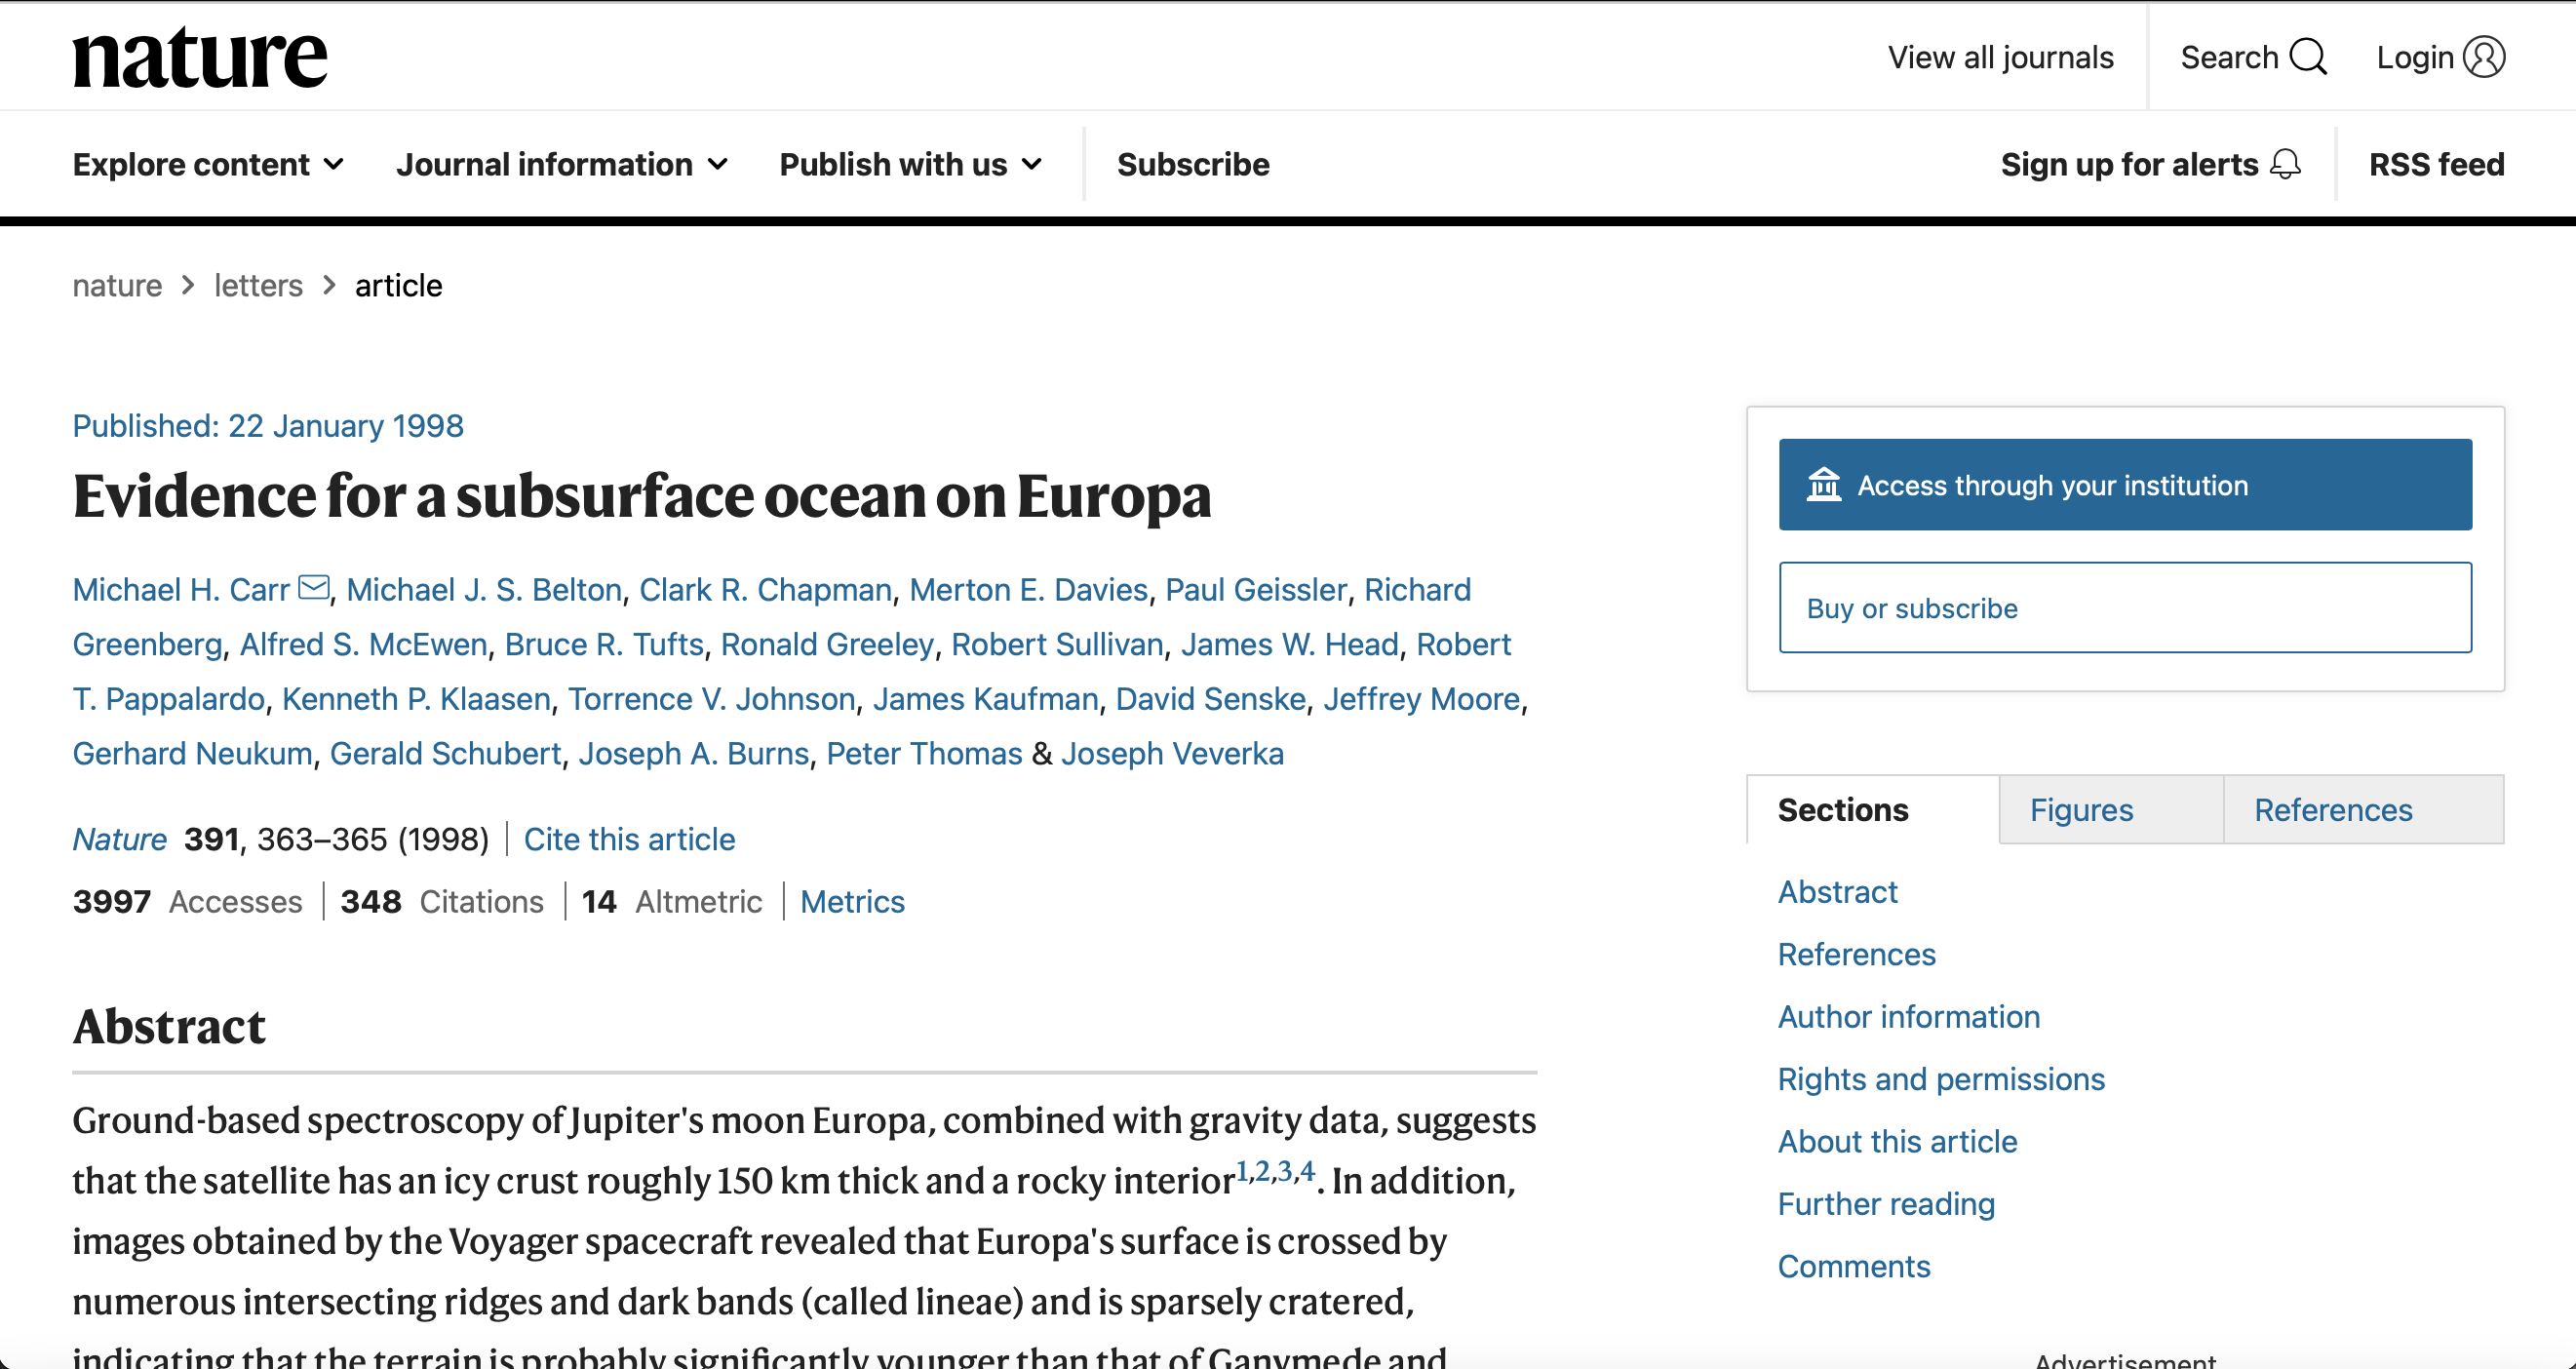 nature
View all journals
Search
Login
Explore content
Journal information
Publish with us
Subscribe
Sign up for alerts
RSS feed
nature > letters > article
Published: 22 January 1998
Evidence for a subsurface ocean on Europa
Michael H. Carr, Michael J. S. Belton, Clark R. Chapman, Merton E. Davies, Paul Geissler, Richard
Greenberg, Alfred S. McEwen, Bruce R. Tufts, Ronald Greeley, Robert Sullivan, James W. Head, Robert
T. Pappalardo, Kenneth P. Klaasen, Torrence V. Johnson, James Kaufman, David Senske, Jeffrey Moore,
Gerhard Neukum, Gerald Schubert, Joseph A. Burns, Peter Thomas & Joseph Veverka
Nature 391, 363–365 (1998) | Cite this article
3997 Accesses | 348 Citations | 14 Altmetric | Metrics
Abstract
Ground-based spectroscopy of Jupiter's moon Europa, combined with gravity data, suggests
that the satellite has an icy crust roughly 150 km thick and a rocky interior1,2,3,4. In addition,
images obtained by the Voyager spacecraft revealed that Europa's surface is crossed by
numerous intersecting ridges and dark bands (called lineae) and is sparsely cratered,
indicating that the terrain is probably significantly younger than that of Ganymede and
Access through your institution
Buy or subscribe
Sections
Figures
References
Abstract
References
Author information
Rights and permissions
About this article
Further reading
Comments
Advertisement